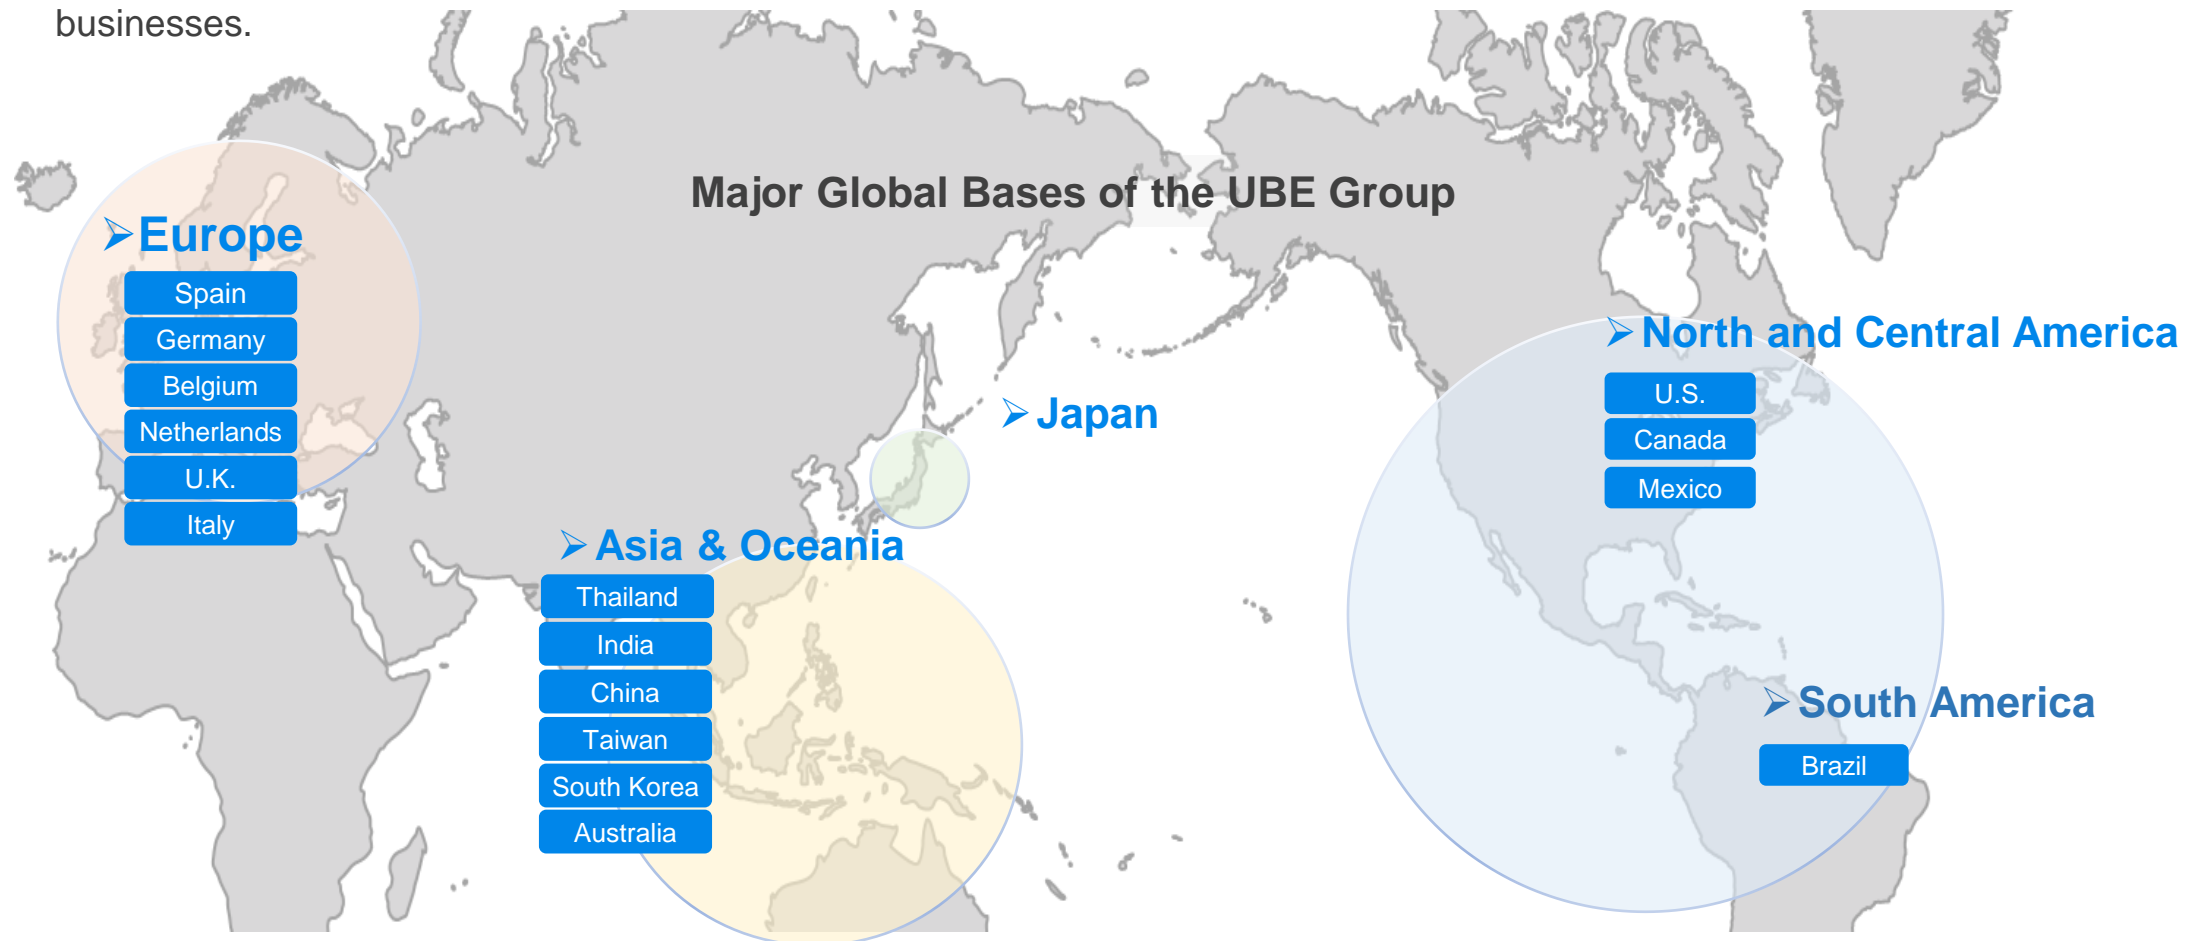 businesses.
Major Global Bases of the UBE Group
➢Europe
Spain
Germany
Belgium
Netherlands
U.K.
Italy
➢Japan
➢Asia & Oceania
Thailand
India
China
Taiwan
South Korea
Australia
➢North and Central America
U.S.
Canada
Mexico
➢South America
Brazil